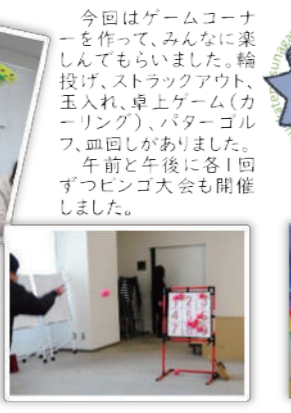 今回はゲームコーナ
ーを作って、みんなに楽
しんでもらいました。輪
投げ、ストラックアウト、
玉入れ、卓上ゲーム(カ
ーリング)、パターゴル
フ、皿回しがありました。
午前と午後に各1回
ずつビンゴ大会も開催
しました。